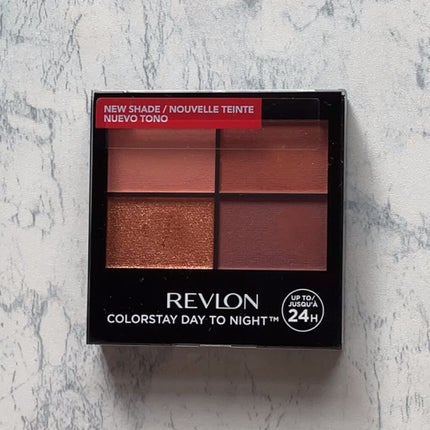 NEW SHADE / NOUVELLE TEINTE
NUEVO TONO
REVLON
COLORSTAY DAY TO NIGHT™
UP TO/
JUSQU'À
24H